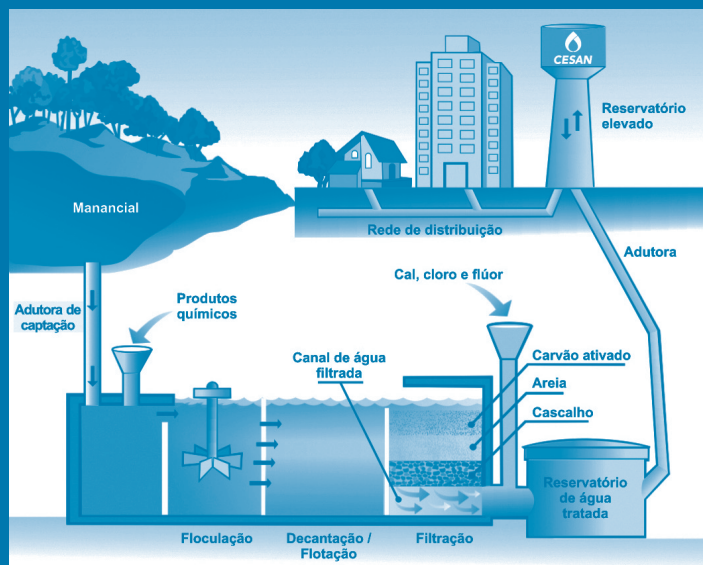 CESAN
Reservatório
elevado
Manancial
Rede de distribuição
Adutora
Cal, cloro e flúor
Produtos
químicos
Adutora de
captação
Canal de água
filtrada
Carvão ativado
Areia
Cascalho
Reservatório
de água
tratada
Floculação
Decantação /
Flotação
Filtração